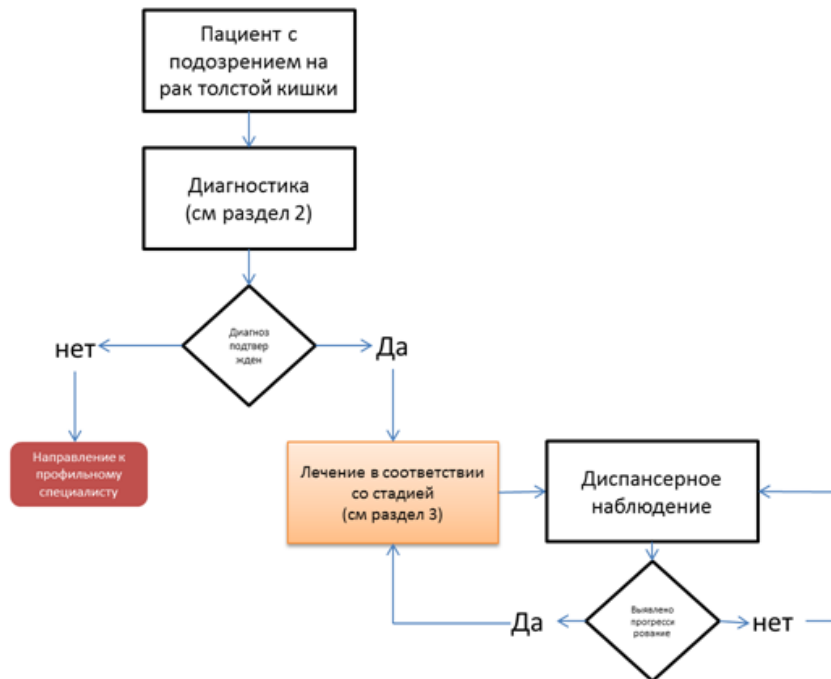 Пациент с
подозрением на
рак толстой кишки
Диагностика
(см раздел 2)
Диагноз
подтвер
жден
нет
Да
Направление к
профильному
специалисту
Лечение в соответствии
со стадией
(см раздел 3)
Диспансерное
наблюдение
Выявлено
прогресси
рование
Да
нет